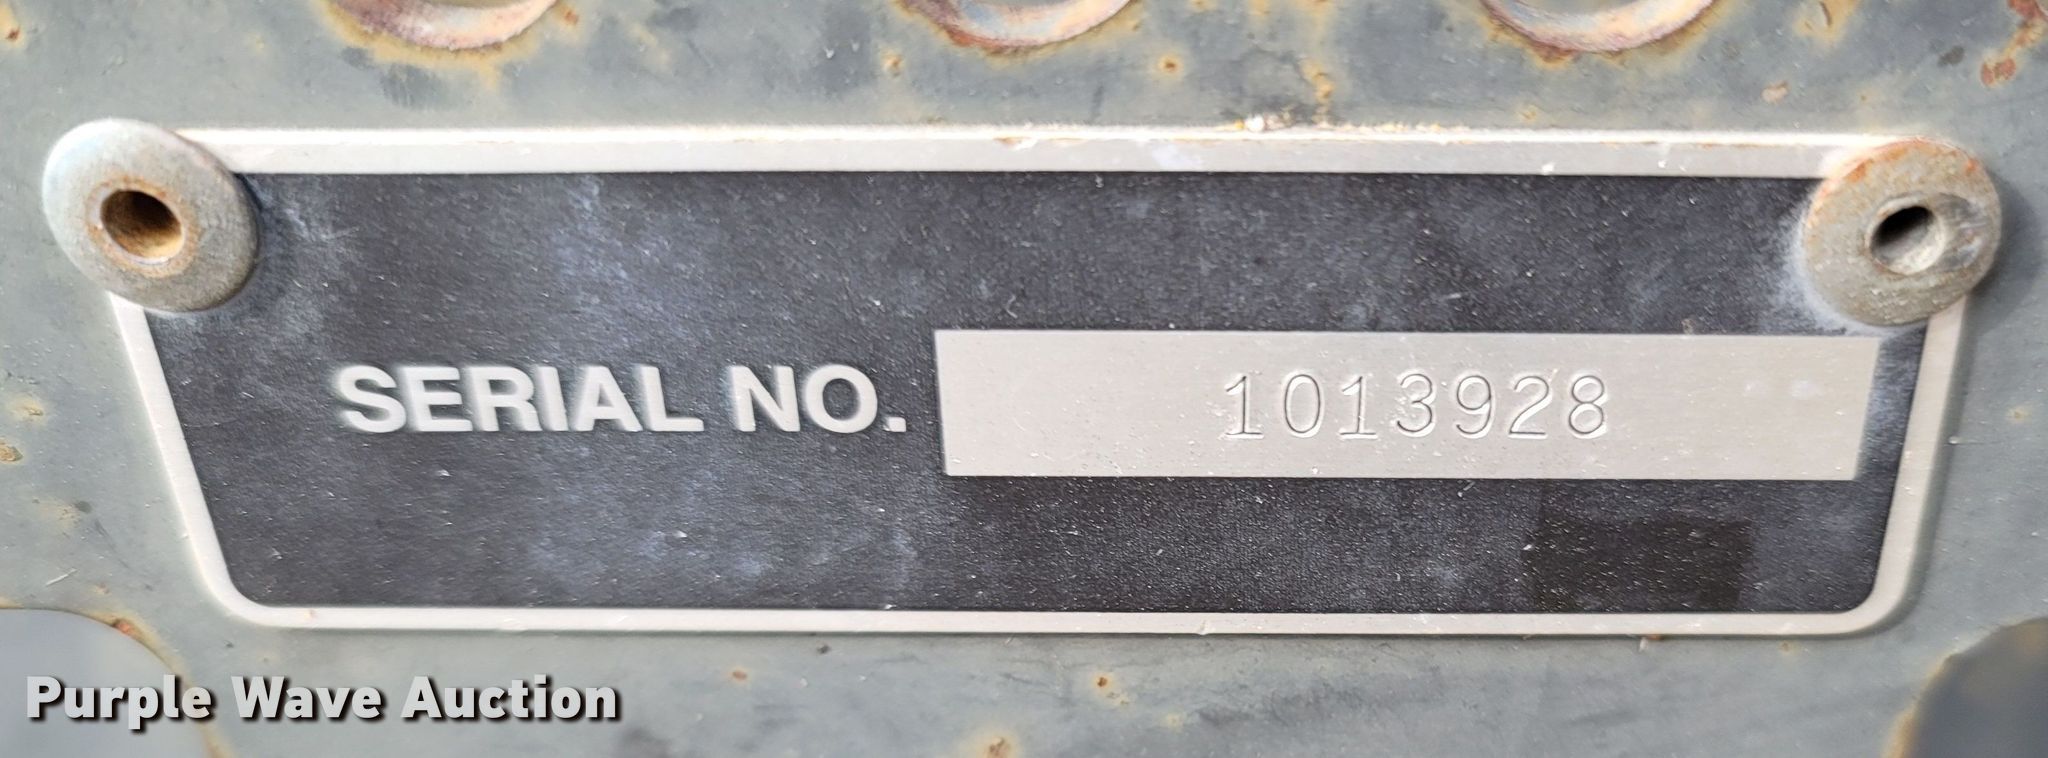 SERIAL NO. 1013928
Purple Wave Auction